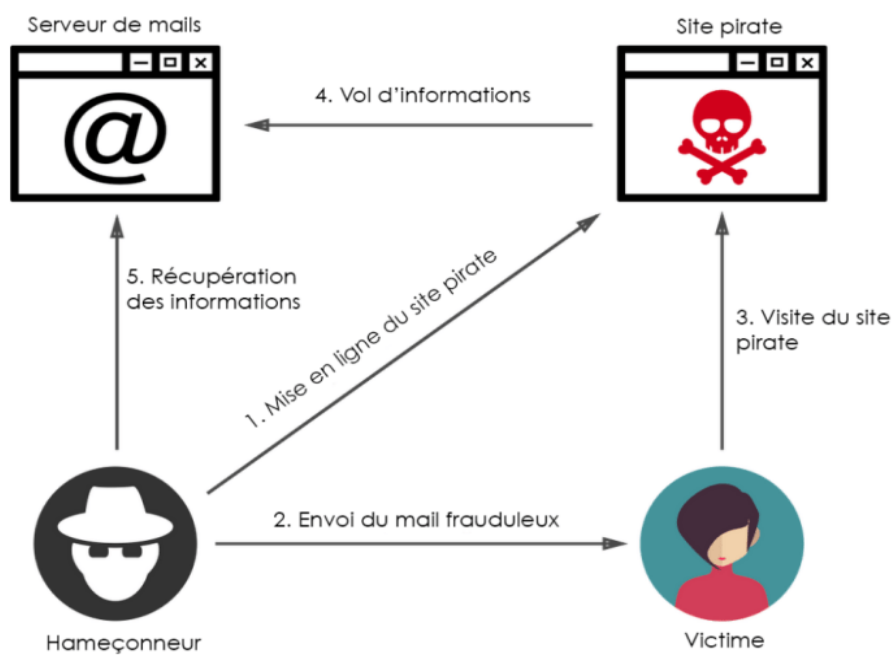 Serveur de mails
Site pirate
4. Vol d'informations
@
5. Récupération
des informations
1. Mise en ligne du site pirate
3. Visite du site
pirate
2. Envoi du mail frauduleux
Hameçonneur
Victime